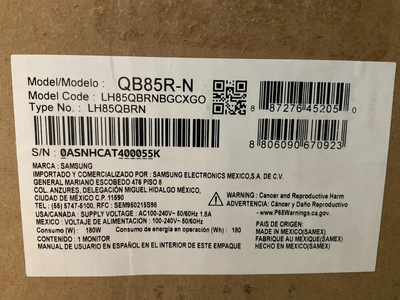 Model/Modelo : QB85R-N
Model Code : LH85QBRNBGCXGO
Type No. : LH85QBRN
8 87276 45205 0
8 806090 670923
S/N : 0ASNHCAT400055K
MARCA : SAMSUNG
IMPORTADO Y COMERCIALIZADO POR : SAMSUNG ELECTRONICS MEXICO,S.A. DE C.V.
GENERAL MARIANO ESCOBEDO 476 PISO 8
COL. ANZURES, DELEGACIÓN MIGUEL HIDALGO MÉXICO,
CIUDAD DE MÉXICO C.P. 11590
TEL : (55) 5747-5100, RFC : SEM950215S98
USA/CANADA : SUPPLY VOLTAGE : AC100-240V~ 50/60Hz 1.8A
MÉXICO : VOLTAJE DE ALIMENTACION : 100-240V~ 50/60Hz
Consumo (W) : 180W Consumo de energía en operación (Wh) : 180
CONTENIDO : 1 MONITOR
MANUAL DE USUARIO EN ESPAÑOL EN EL INTERIOR DE ESTE EMPAQUE
WARNING : Cancer and Reproductive Harm
ADVERTENCIA : Cáncer y Daño Reproductivo
- www.P65Warnings.ca.gov.
PAIS DE ORIGEN :
MADE IN MEXICO(SAMEX)
FABRIQUE AU MEXIQUE(SAMEX)
HECHO EN MEXICO(SAMEX)